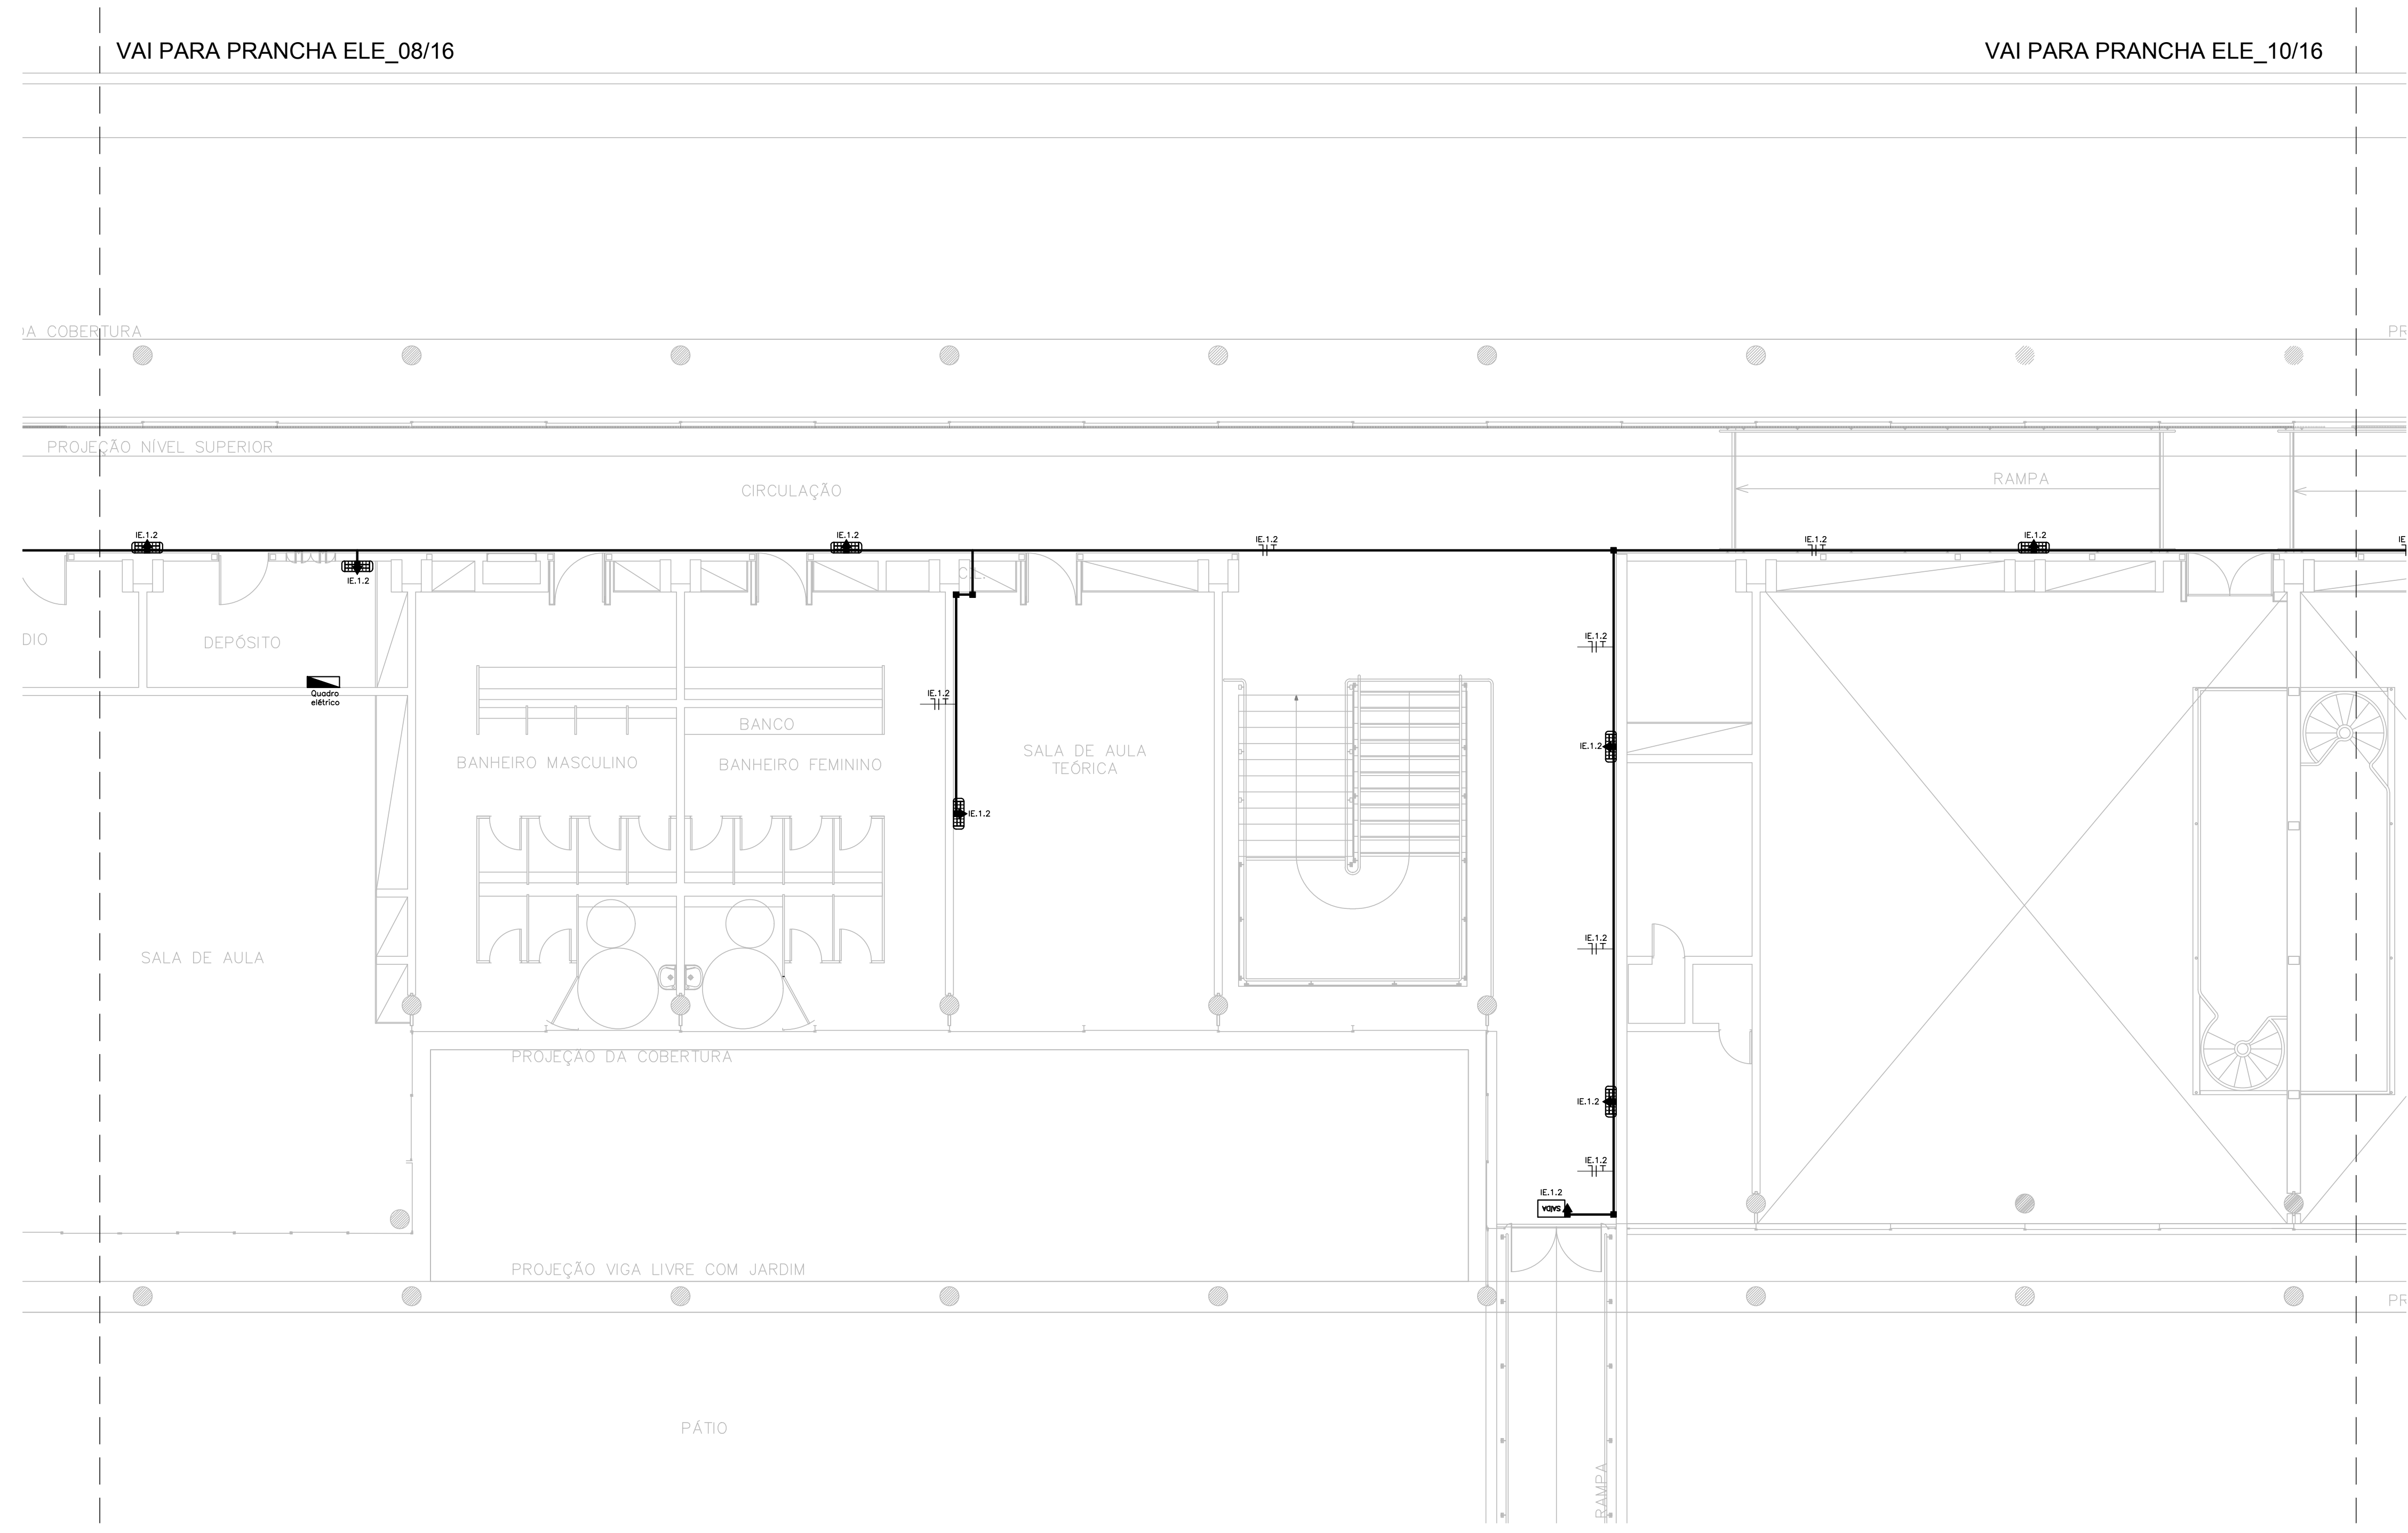 VAI PARA PRANCHA ELE_08/16
VAI PARA PRANCHA ELE_10/16
DA COBERTURA
PROJEÇÃO NÍVEL SUPERIOR
CIRCULAÇÃO
RAMPA
IE.1.2
IE.1.2
IE.1.2
IE.1.2
IE.1.2
IE.1.2
DEPÓSITO
IE.1.2
Quadro
elétrico
IE.1.2
BANCO
IE.1.2
SALA DE AULA
TEÓRICA
BANHEIRO MASCULINO
BANHEIRO FEMININO
IE.1.2
IE.1.2
SALA DE AULA
PROJEÇÃO DA COBERTURA
IE.1.2
IE.1.2
IE.1.2
SAÍDA
PROJEÇÃO VIGA LIVRE COM JARDIM
PÁTIO
RAMPA